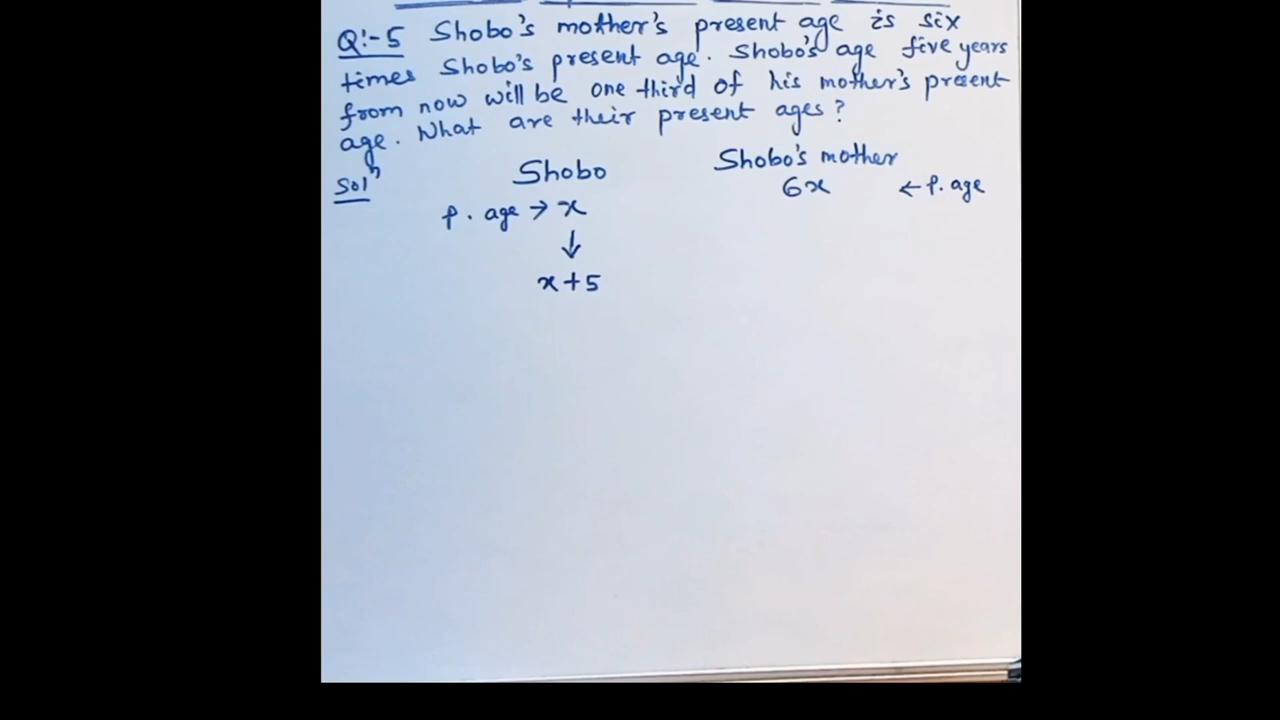 Q:-5 Shobo's mother's present age is six
times Shobo's present age. Shobo's age five years
from now will be one third of his mother's present
age. What are their present ages?
Solⁿ Shobo Shobo's mother
p. age → x 6x ← p. age
↓
x+5